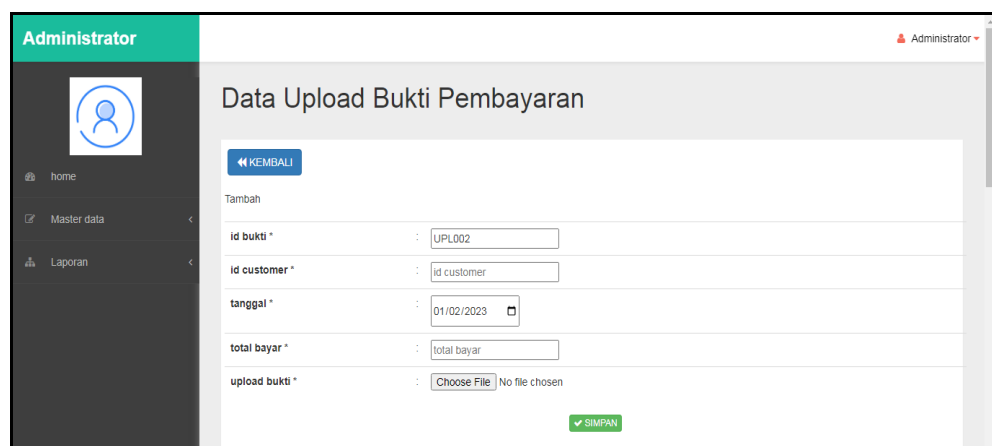 Administrator
Administrator
home
Master data
Laporan
Data Upload Bukti Pembayaran
KEMBALI
Tambah
id bukti * : UPL002
id customer * : id customer
tanggal * : 01/02/2023
total bayar * : total bayar
upload bukti * : Choose File No file chosen
SIMPAN